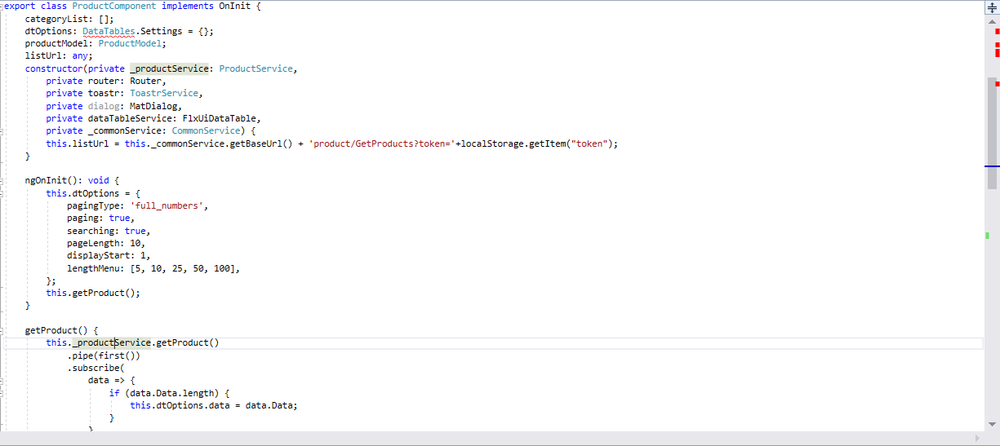 export class ProductComponent implements OnInit {
    categoryList: [];
    dtOptions: DataTables.Settings = {};
    productModel: ProductModel;
    listUrl: any;
    constructor(private _productService: ProductService,
        private router: Router,
        private toastr: ToastrService,
        private dialog: MatDialog,
        private dataTableService: FlxUiDataTable,
        private _commonService: CommonService) {
        this.listUrl = this._commonService.getBaseUrl() + 'product/GetProducts?token='+localStorage.getItem("token");
    }
    ngOnInit(): void {
        this.dtOptions = {
            pagingType: 'full_numbers',
            paging: true,
            searching: true,
            pageLength: 10,
            displayStart: 1,
            lengthMenu: [5, 10, 25, 50, 100],
        };
        this.getProduct();
    }
    getProduct() {
        this._productService.getProduct()
            .pipe(first())
            .subscribe(
                data => {
                    if (data.Data.length) {
                        this.dtOptions.data = data.Data;
                    }
                }